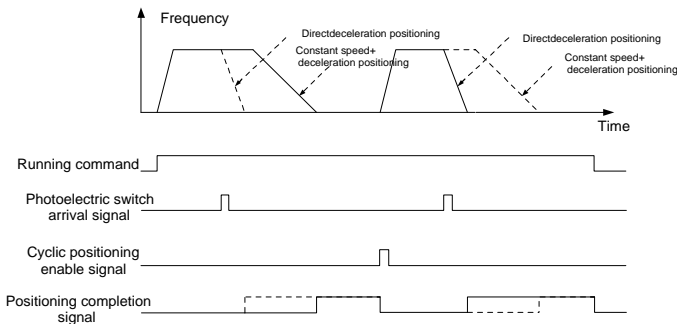 Frequency
Directdeceleration positioning
Constant speed+
deceleration positioning
Directdeceleration positioning
Constant speed+
deceleration positioning
Time
Running command
Photoelectric switch
arrival signal
Cyclic positioning
enable signal
Positioning completion
signal